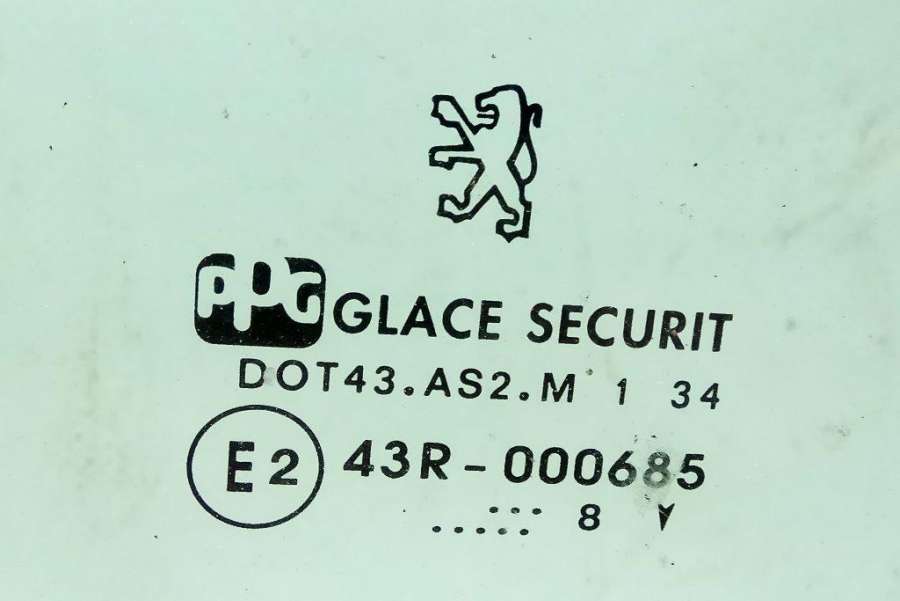 PPG GLACE SECURIT
DOT43.AS2.M 1 34
E2 43R-000685
8